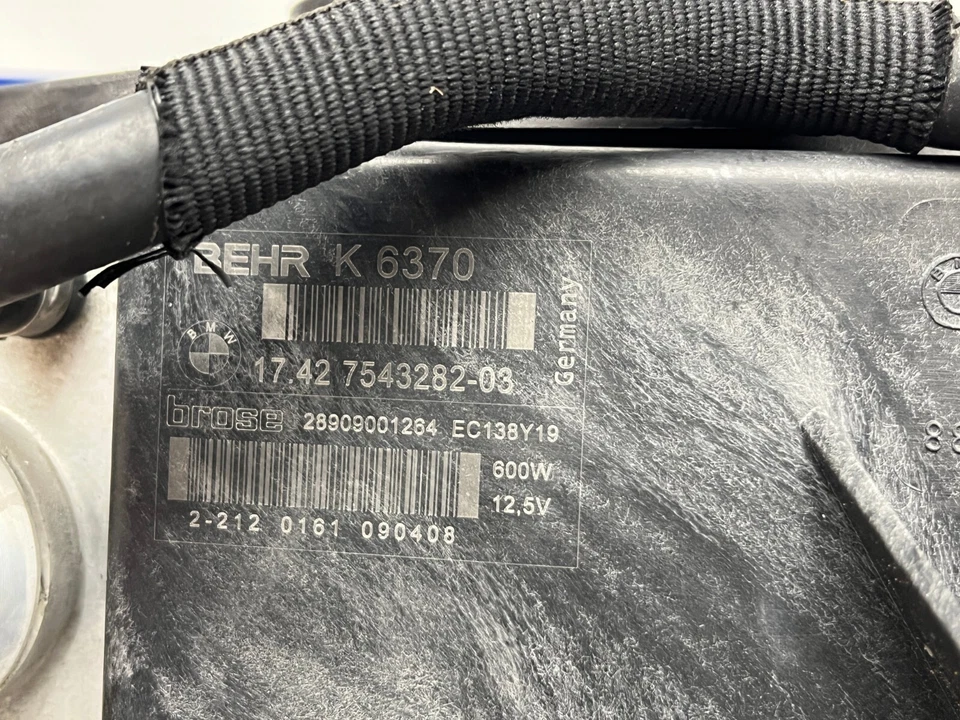 BEHR K 6370
BMW
17.42 7543282-03
Germany
brose 28909001264 EC138Y19
600W
12,5V
2-212 0161 090408